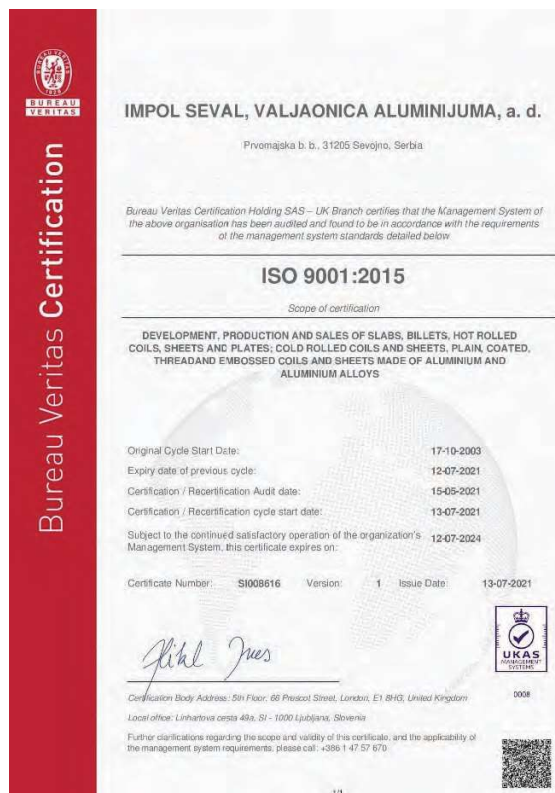 BUREAU
VERITAS
Bureau Veritas Certification
IMPOL SEVAL, VALJAONICA ALUMINIJUMA, a. d.
Prvomajska b. b., 31205 Sevojno, Serbia
Bureau Veritas Certification Holding SAS – UK Branch certifies that the Management System of
the above organisation has been audited and found to be in accordance with the requirements
of the management system standards detailed below
ISO 9001:2015
Scope of certification
DEVELOPMENT, PRODUCTION AND SALES OF SLABS, BILLETS, HOT ROLLED
COILS, SHEETS AND PLATES; COLD ROLLED COILS AND SHEETS, PLAIN, COATED,
THREADAND EMBOSSED COILS AND SHEETS MADE OF ALUMINIUM AND
ALUMINIUM ALLOYS
Original Cycle Start Date: 17-10-2003
Expiry date of previous cycle: 12-07-2021
Certification / Recertification Audit date: 15-05-2021
Certification / Recertification cycle start date: 13-07-2021
Subject to the continued satisfactory operation of the organization's
Management System, this certificate expires on: 12-07-2024
Certificate Number: SI008616 Version: 1 Issue Date: 13-07-2021
UKAS
MANAGEMENT
SYSTEMS
0008
Certification Body Address: 5th Floor, 66 Prescot Street, London, E1 8HG, United Kingdom
Local office: Linhartova cesta 49a, SI - 1000 Ljubljana, Slovenia
Further clarifications regarding the scope and validity of this certificate, and the applicability of
the management system requirements, please call: +386 1 47 57 670
1/1